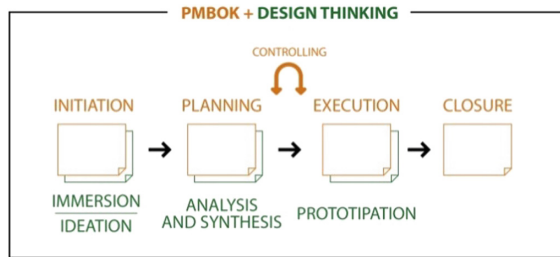 PMBOK + DESIGN THINKING
CONTROLLING
INITIATION
PLANNING
EXECUTION
CLOSURE
IMMERSION
IDEATION
ANALYSIS
AND SYNTHESIS
PROTOTIPATION